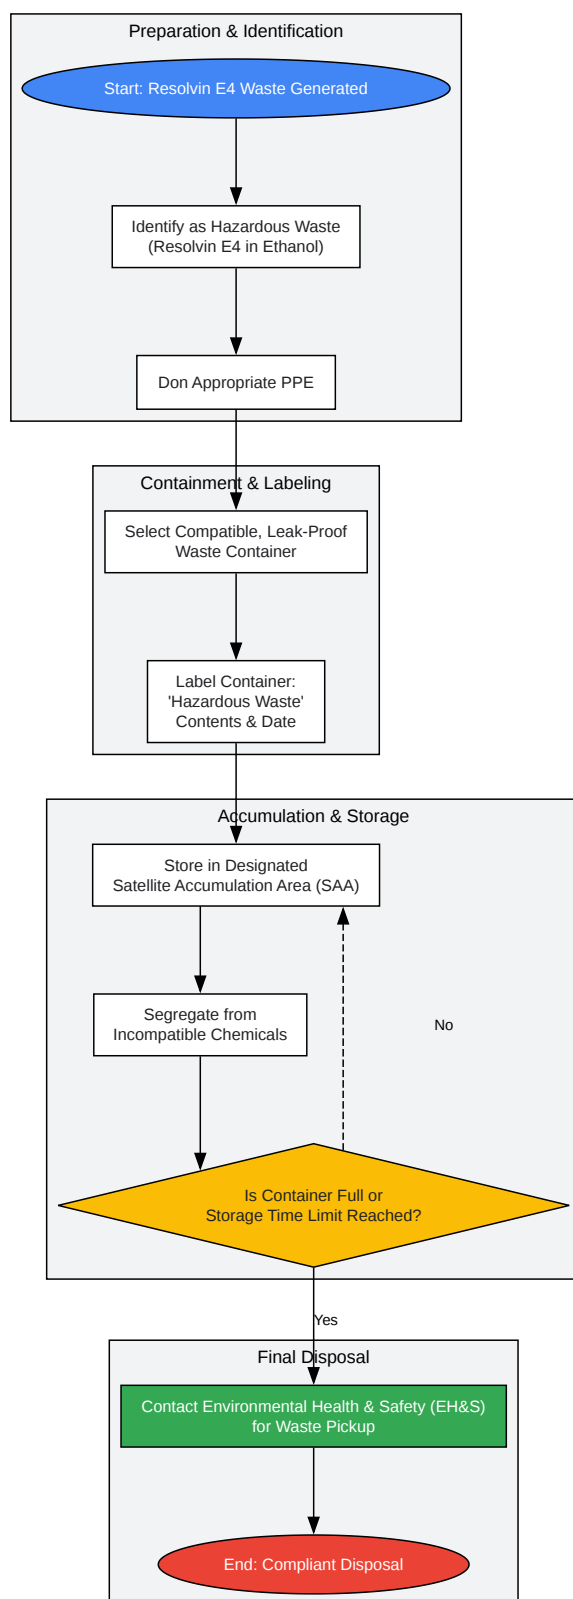 Preparation & Identification
Start: Resolvin E4 Waste Generated
Identify as Hazardous Waste
(Resolvin E4 in Ethanol)
Don Appropriate PPE
Containment & Labeling
Select Compatible, Leak-Proof
Waste Container
Label Container:
'Hazardous Waste'
Contents & Date
Accumulation & Storage
Store in Designated
Satellite Accumulation Area (SAA)
Segregate from
Incompatible Chemicals
No
Is Container Full or
Storage Time Limit Reached?
Yes
Final Disposal
Contact Environmental Health & Safety (EH&S)
for Waste Pickup
End: Compliant Disposal